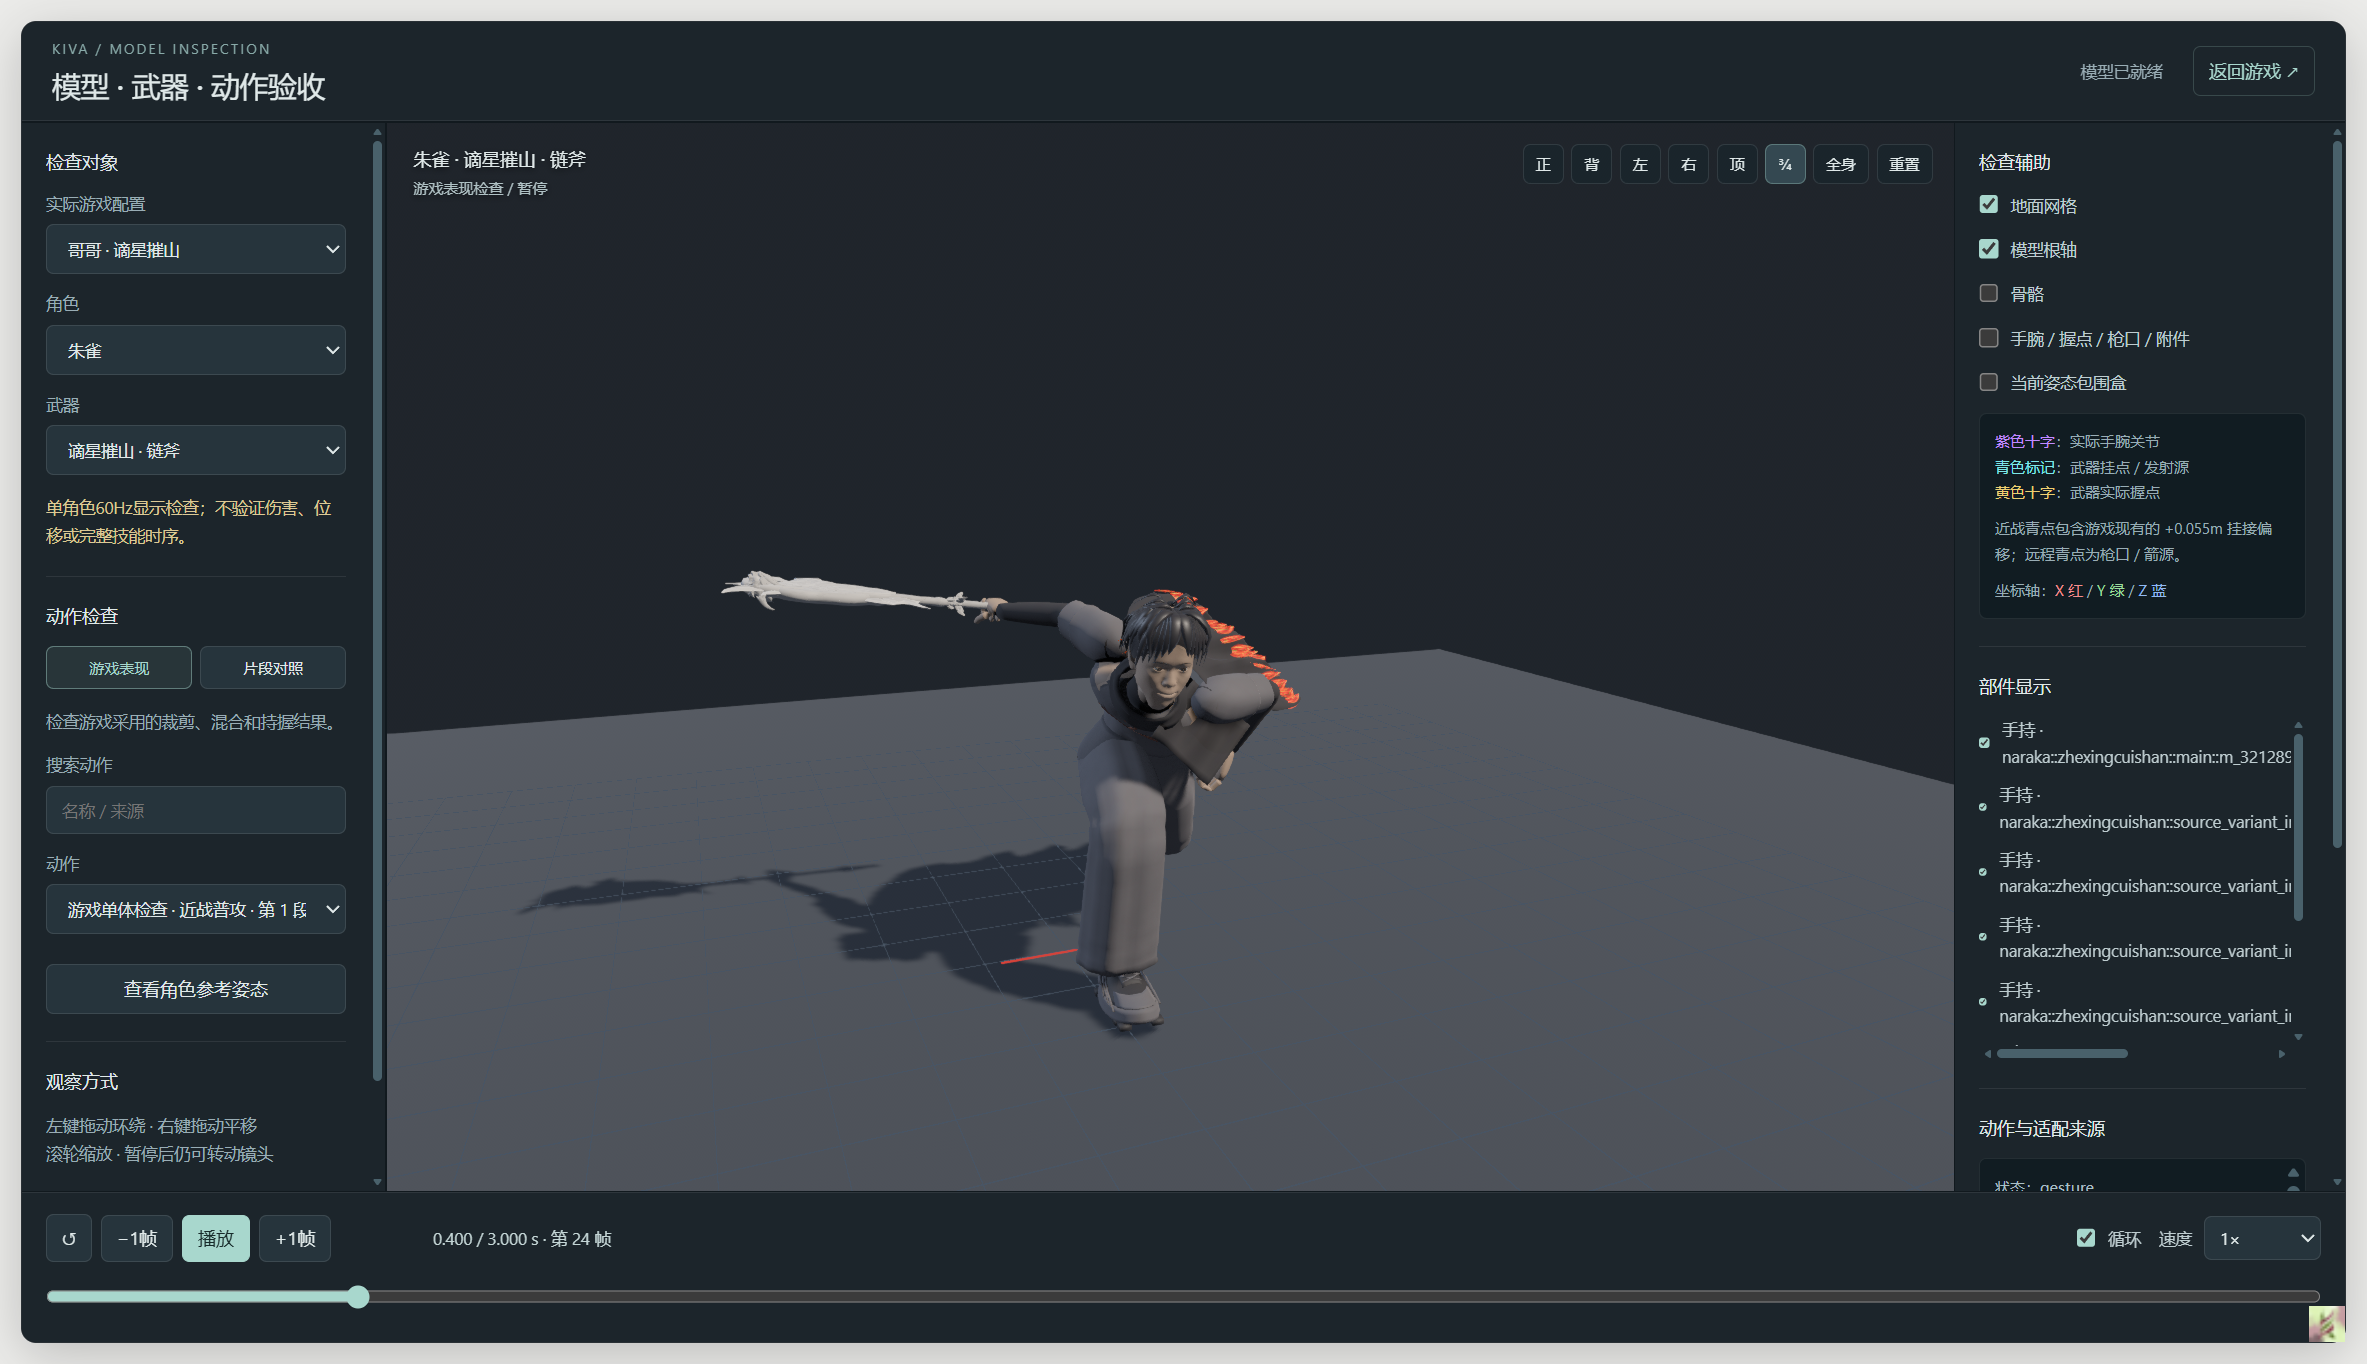 KIVA / MODEL INSPECTION
模型 · 武器 · 动作验收
模型已就绪
返回游戏 ↗
检查对象
实际游戏配置
哥哥 · 谪星摧山
角色
朱雀
武器
谪星摧山 · 链斧
单角色60Hz显示检查；不验证伤害、位
移或完整技能时序。
动作检查
游戏表现
片段对照
检查游戏采用的裁剪、混合和持握结果。
搜索动作
名称 / 来源
动作
游戏单体检查 · 近战普攻 · 第 1 段
查看角色参考姿态
观察方式
左键拖动环绕 · 右键拖动平移
滚轮缩放 · 暂停后仍可转动镜头
朱雀 · 谪星摧山 · 链斧
游戏表现检查 / 暂停
正
背
左
右
顶
¾
全身
重置
检查辅助
地面网格
模型根轴
骨骼
手腕 / 握点 / 枪口 / 附件
当前姿态包围盒
紫色十字：实际手腕关节
青色标记：武器挂点 / 发射源
黄色十字：武器实际握点
近战青点包含游戏现有的 +0.055m 挂接偏
移；远程青点为枪口 / 箭源。
坐标轴：X 红 / Y 绿 / Z 蓝
部件显示
手持 ·
naraka::zhexingcuishan::main::m_321289
手持 ·
naraka::zhexingcuishan::source_variant_i
手持 ·
naraka::zhexingcuishan::source_variant_i
手持 ·
naraka::zhexingcuishan::source_variant_i
手持 ·
naraka::zhexingcuishan::source_variant_i
动作与适配来源
状态：gesture
↺
−1帧
播放
+1帧
0.400 / 3.000 s · 第 24 帧
循环
速度
1×